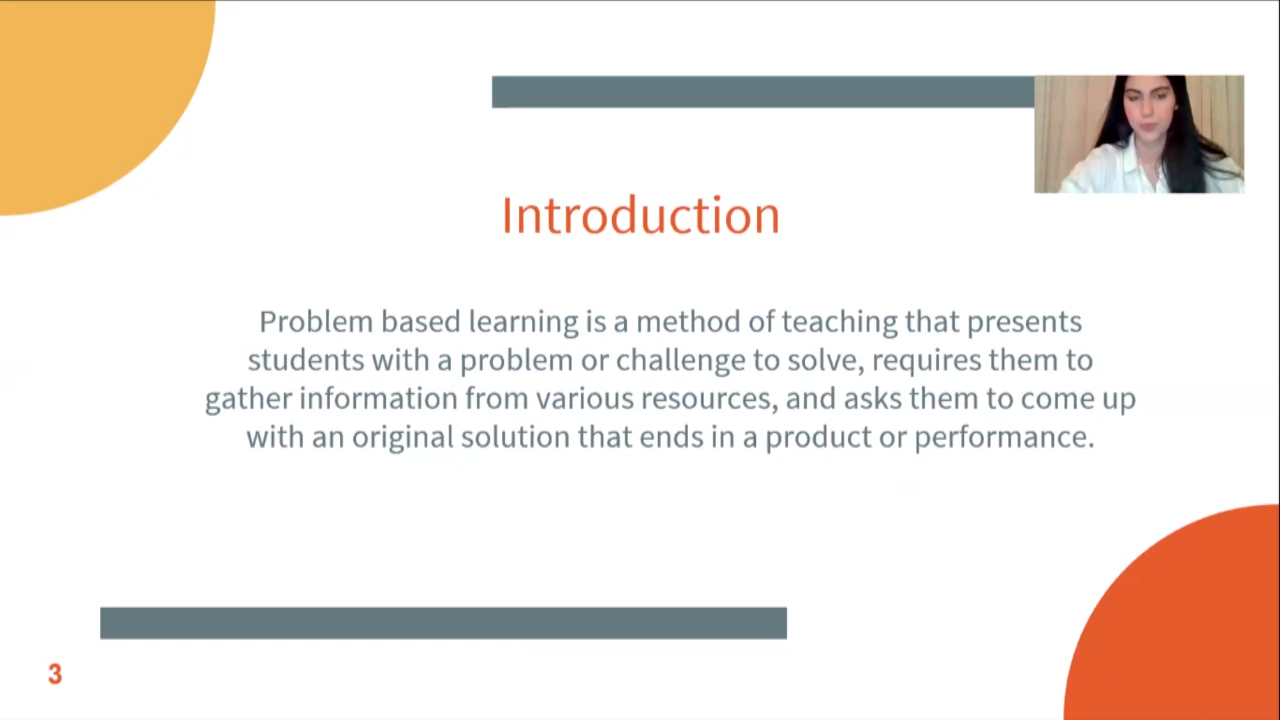 Introduction
Problem based learning is a method of teaching that presents
students with a problem or challenge to solve, requires them to
gather information from various resources, and asks them to come up
with an original solution that ends in a product or performance.
3